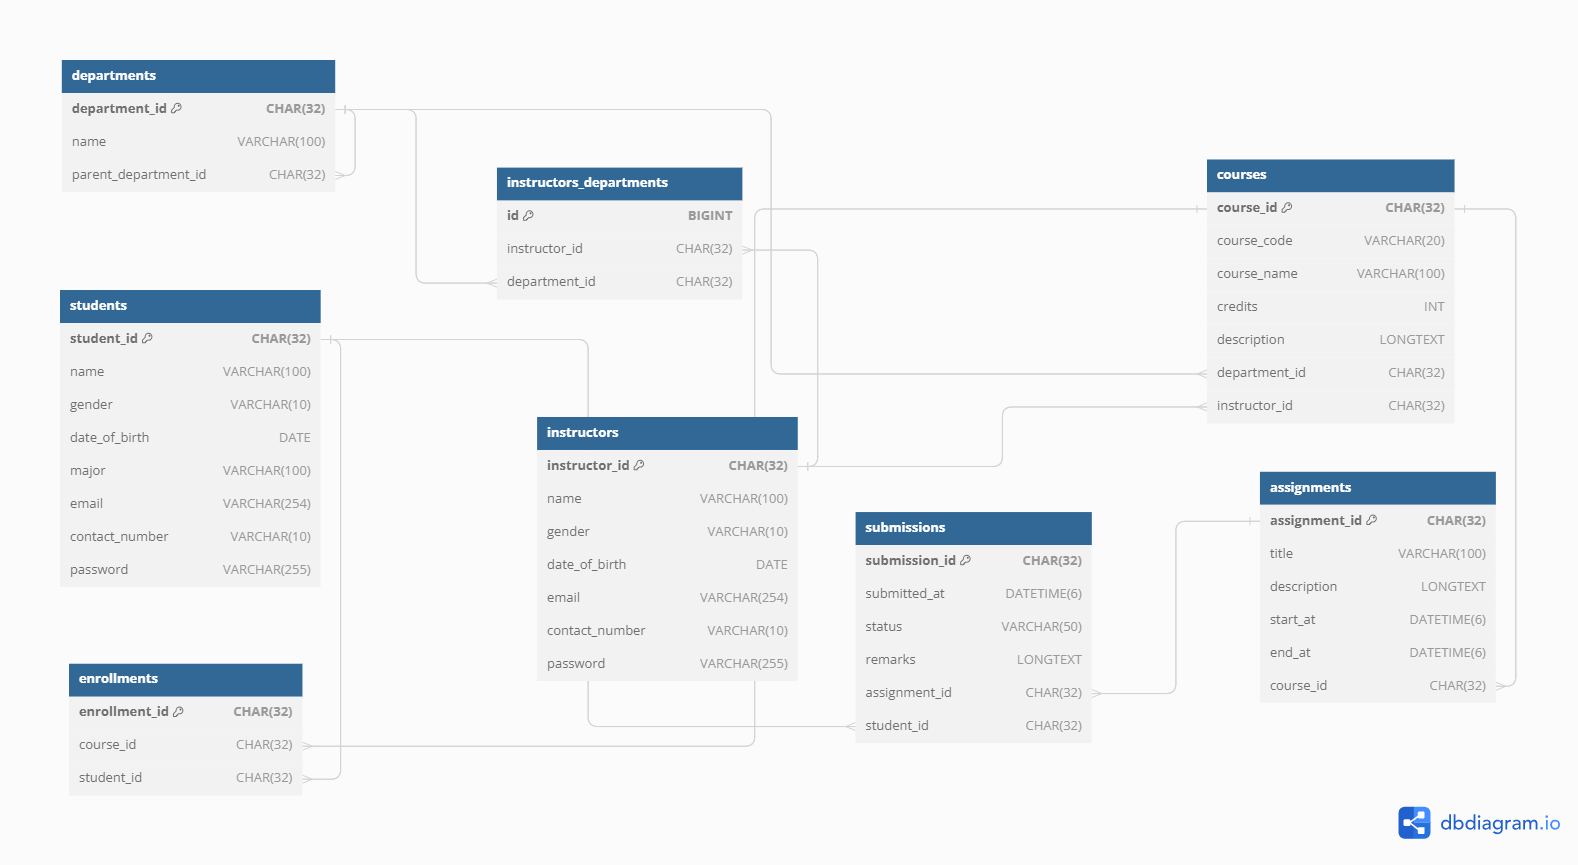 departments
department_id CHAR(32)
name VARCHAR(100)
parent_department_id CHAR(32)
instructors_departments
id BIGINT
instructor_id CHAR(32)
department_id CHAR(32)
courses
course_id CHAR(32)
course_code VARCHAR(20)
course_name VARCHAR(100)
credits INT
description LONGTEXT
department_id CHAR(32)
instructor_id CHAR(32)
students
student_id CHAR(32)
name VARCHAR(100)
gender VARCHAR(10)
date_of_birth DATE
major VARCHAR(100)
email VARCHAR(254)
contact_number VARCHAR(10)
password VARCHAR(255)
instructors
instructor_id CHAR(32)
name VARCHAR(100)
gender VARCHAR(10)
date_of_birth DATE
email VARCHAR(254)
contact_number VARCHAR(10)
password VARCHAR(255)
submissions
submission_id CHAR(32)
submitted_at DATETIME(6)
status VARCHAR(50)
remarks LONGTEXT
assignment_id CHAR(32)
student_id CHAR(32)
assignments
assignment_id CHAR(32)
title VARCHAR(100)
description LONGTEXT
start_at DATETIME(6)
end_at DATETIME(6)
course_id CHAR(32)
enrollments
enrollment_id CHAR(32)
course_id CHAR(32)
student_id CHAR(32)
dbdiagram.io